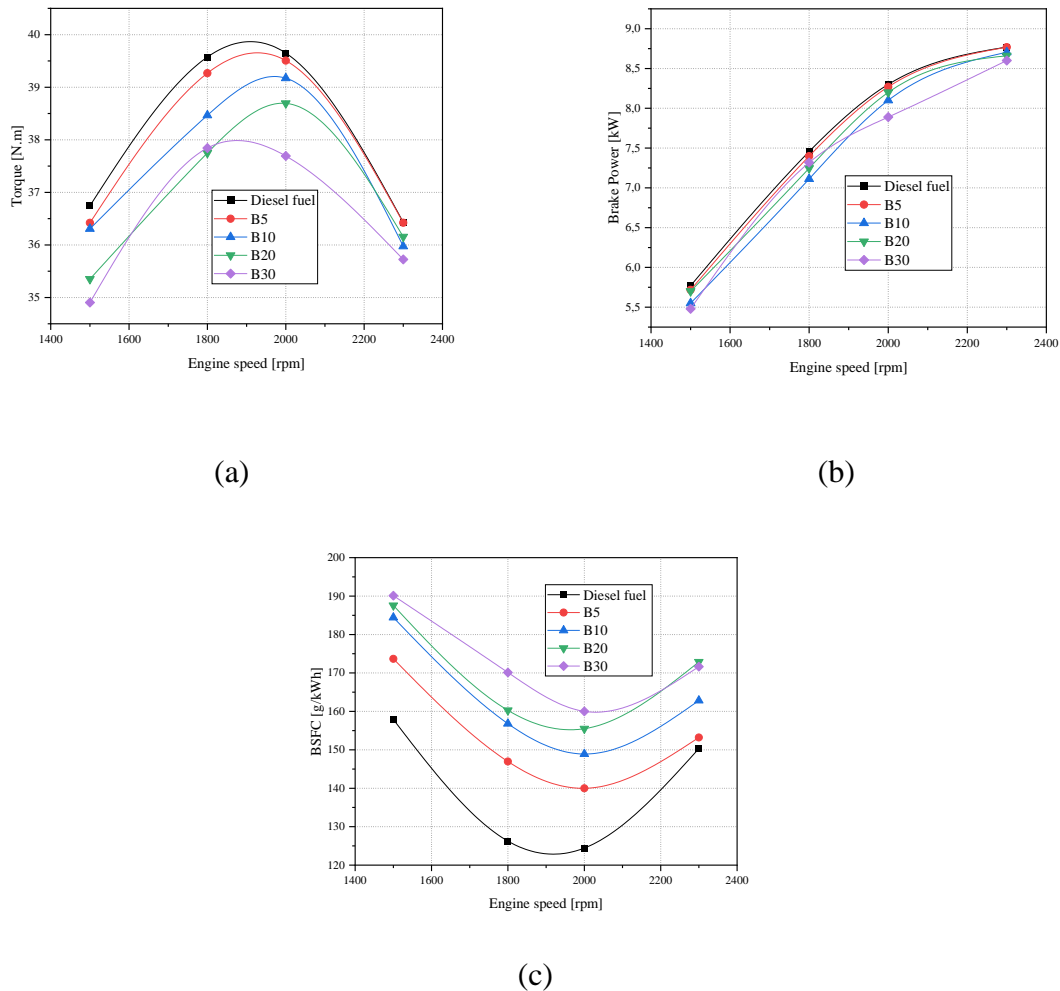 40
39
38
37
36
35
Torque [N.m]
Diesel fuel
B5
B10
B20
B30
1400 1600 1800 2000 2200 2400
Engine speed [rpm]
(a)
9,0
8,5
8,0
7,5
7,0
6,5
6,0
5,5
Brake Power [kW]
Diesel fuel
B5
B10
B20
B30
1400 1600 1800 2000 2200 2400
Engine speed [rpm]
(b)
200
190
180
170
160
150
140
130
120
BSFC [g/kWh]
Diesel fuel
B5
B10
B20
B30
1400 1600 1800 2000 2200 2400
Engine speed [rpm]
(c)